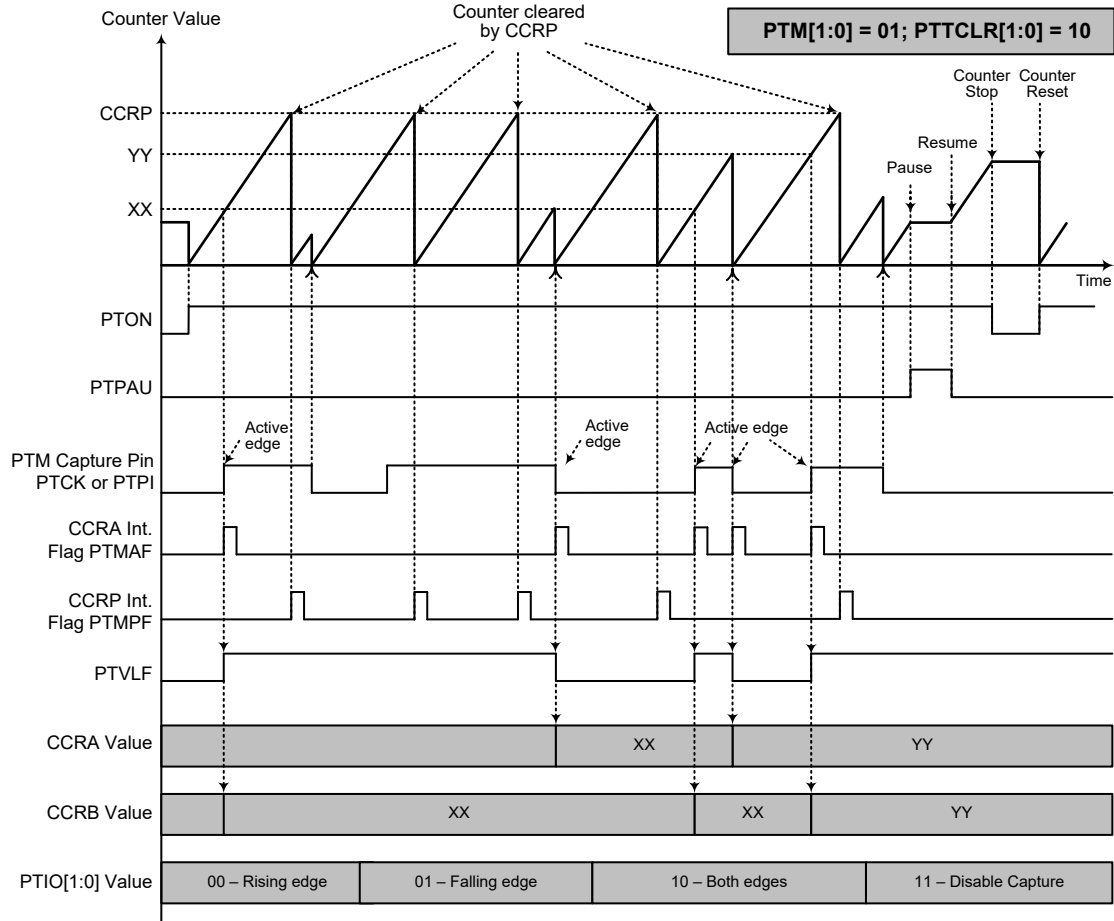 Counter Value
Counter cleared
by CCRP
PTM[1:0] = 01; PTTCLR[1:0] = 10
Counter
Stop
Counter
Reset
CCRP
YY
XX
Pause
Resume
Time
PTON
PTPAU
Active
edge
Active
edge
Active edge
PTM Capture Pin
PTCK or PTPI
CCRA Int.
Flag PTMAF
CCRP Int.
Flag PTMPF
PTVLF
CCRA Value
XX
YY
CCRB Value
XX
XX
YY
PTIO[1:0] Value
00 – Rising edge
01 – Falling edge
10 – Both edges
11 – Disable Capture